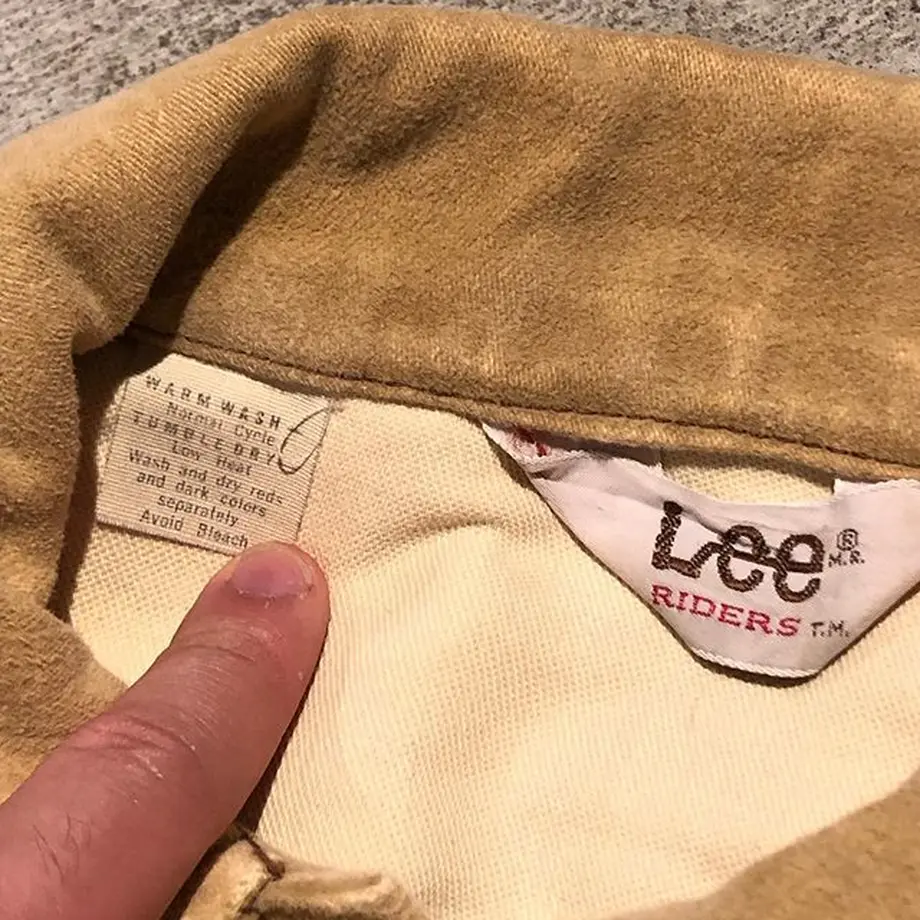 WARM WASH
Normal Cycle
TUMBLE DRY
Low Heat
Wash and dry reds
and dark colors
separately
Avoid Bleach
Lee®
M.R.
RIDERS T.M.